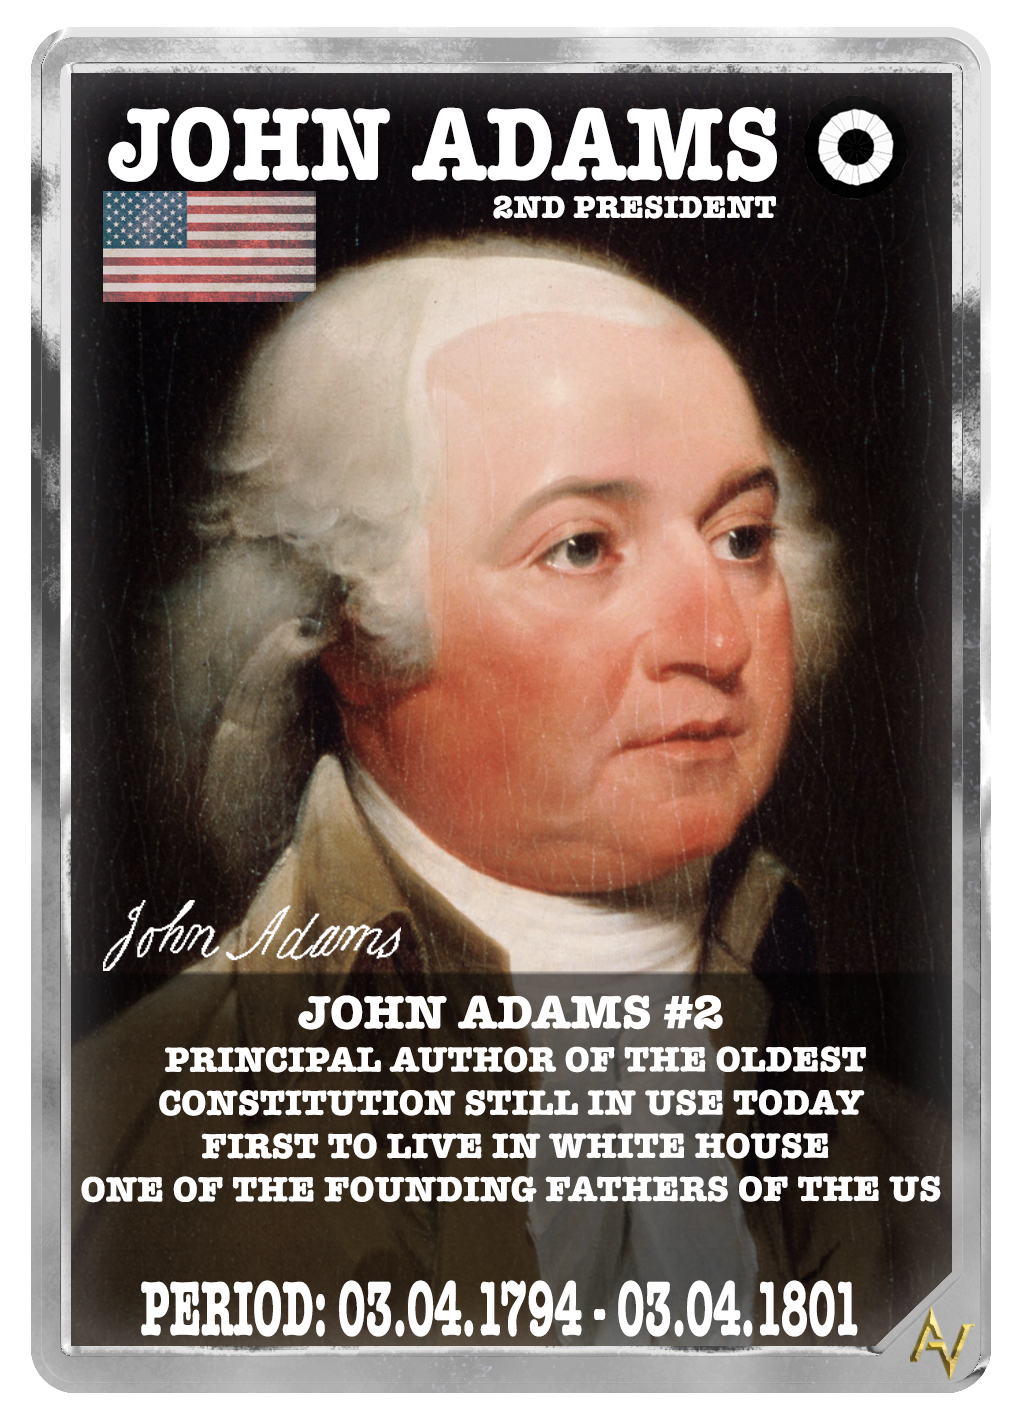 JOHN ADAMS
2ND PRESIDENT
John Adams
JOHN ADAMS #2
PRINCIPAL AUTHOR OF THE OLDEST
CONSTITUTION STILL IN USE TODAY
FIRST TO LIVE IN WHITE HOUSE
ONE OF THE FOUNDING FATHERS OF THE US
PERIOD: 03.04.1794 - 03.04.1801
AV